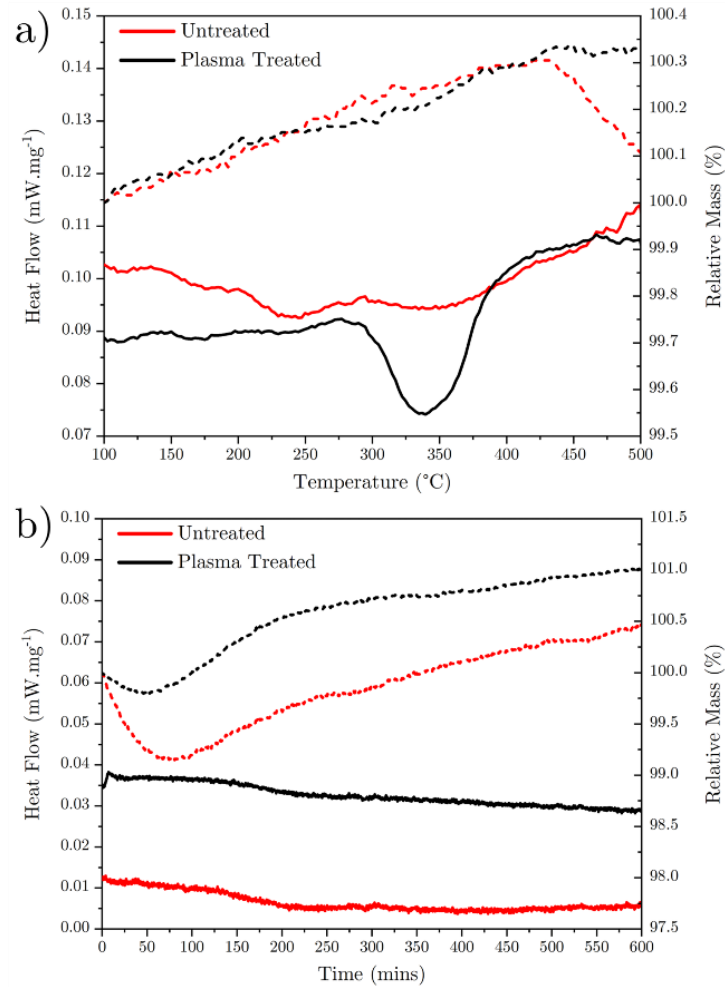 a)
Untreated
Plasma Treated
0.15
0.14
0.13
0.12
0.11
0.10
0.09
0.08
0.07
Heat Flow (mW.mg⁻¹)
100.4
100.3
100.2
100.1
100.0
99.9
99.8
99.7
99.6
99.5
Relative Mass (%)
100 150 200 250 300 350 400 450 500
Temperature (°C)
b)
Untreated
Plasma Treated
0.10
0.09
0.08
0.07
0.06
0.05
0.04
0.03
0.02
0.01
0.00
Heat Flow (mW.mg⁻¹)
101.5
101.0
100.5
100.0
99.5
99.0
98.5
98.0
97.5
Relative Mass (%)
0 50 100 150 200 250 300 350 400 450 500 550 600
Time (mins)